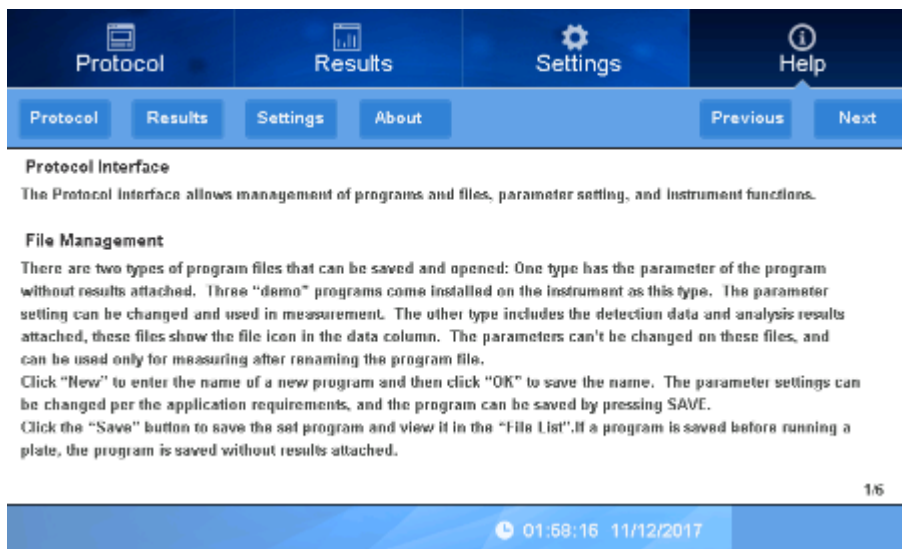 Protocol
Results
Settings
Help
Protocol
Results
Settings
About
Previous
Next
Protocol Interface
The Protocol Interface allows management of programs and files, parameter setting, and instrument functions.
File Management
There are two types of program files that can be saved and opened: One type has the parameter of the program
without results attached. Three “demo” programs come installed on the instrument as this type. The parameter
setting can be changed and used in measurement. The other type includes the detection data and analysis results
attached, these files show the file icon in the data column. The parameters can't be changed on these files, and
can be used only for measuring after renaming the program file.
Click “New” to enter the name of a new program and then click “OK” to save the name. The parameter settings can
be changed per the application requirements, and the program can be saved by pressing SAVE.
Click the “Save” button to save the set program and view it in the “File List”.If a program is saved before running a
plate, the program is saved without results attached.
1/6
01:58:16 11/12/2017